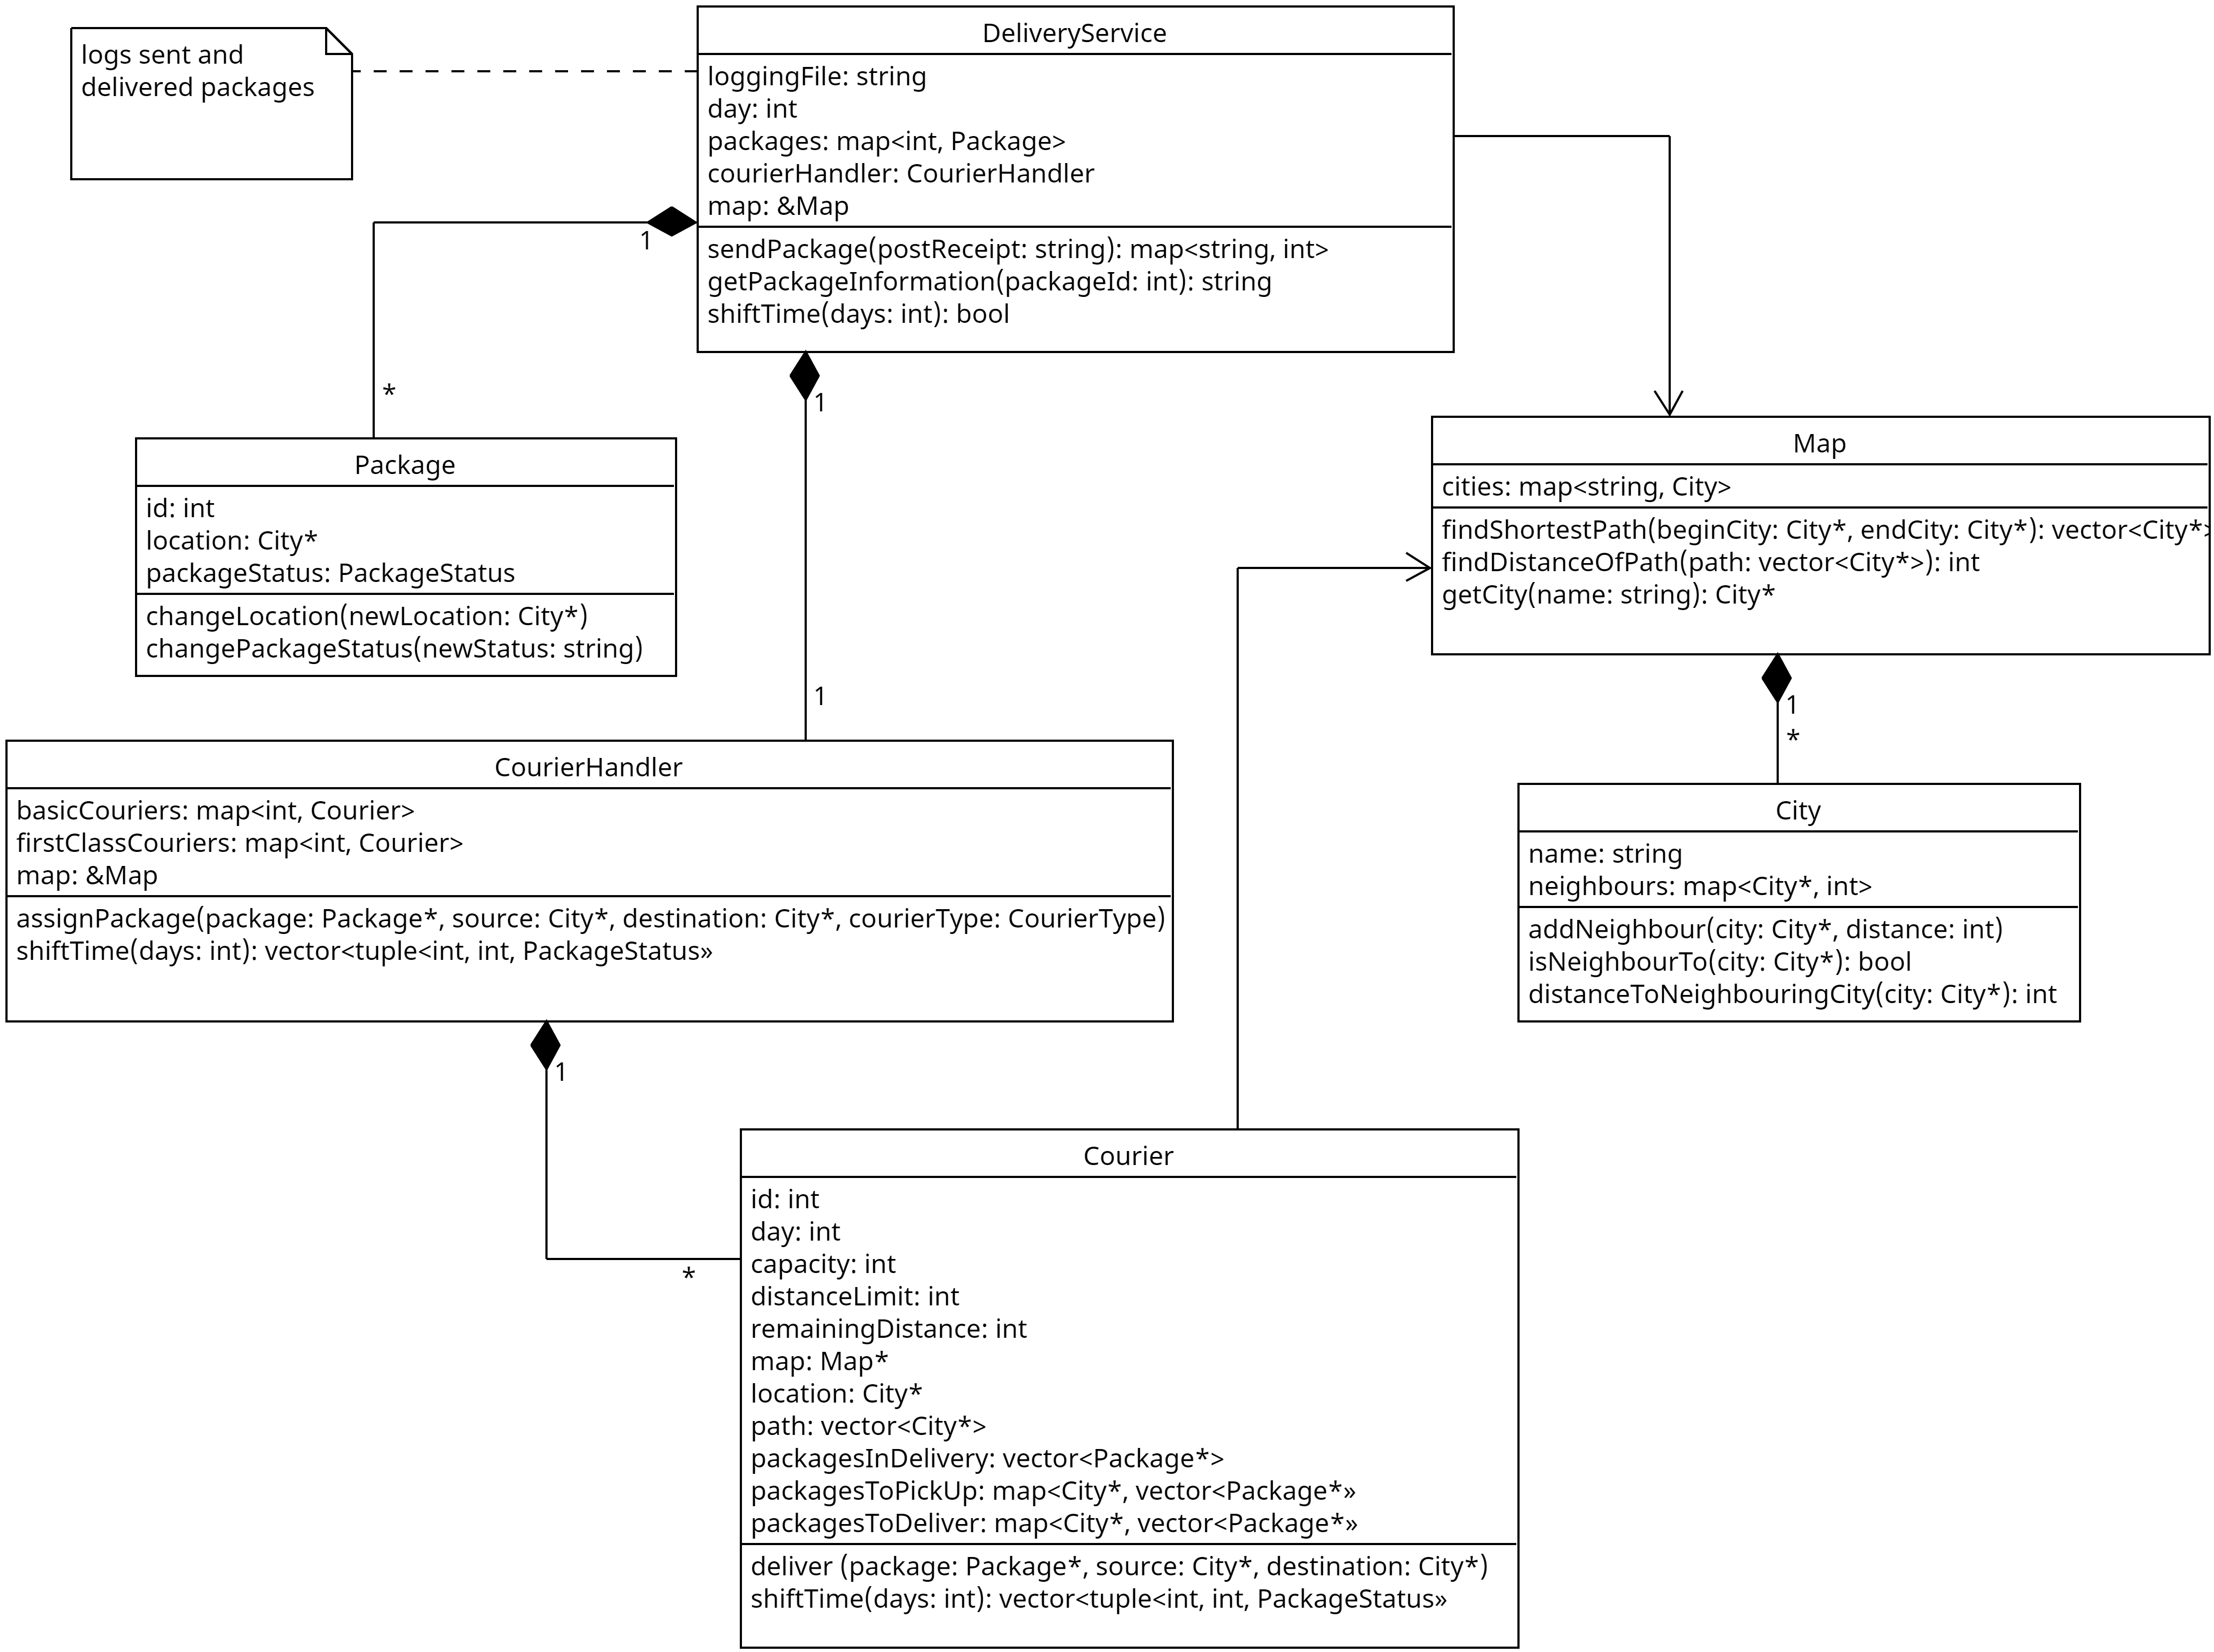 logs sent and
delivered packages
DeliveryService
loggingFile: string
day: int
packages: map<int, Package>
courierHandler: CourierHandler
map: &Map
sendPackage(postReceipt: string): map<string, int>
getPackageInformation(packageId: int): string
shiftTime(days: int): bool
1
*
1
1
Package
id: int
location: City*
packageStatus: PackageStatus
changeLocation(newLocation: City*)
changePackageStatus(newStatus: string)
Map
cities: map<string, City>
findShortestPath(beginCity: City*, endCity: City*): vector<City*>
findDistanceOfPath(path: vector<City*>): int
getCity(name: string): City*
1
*
CourierHandler
basicCouriers: map<int, Courier>
firstClassCouriers: map<int, Courier>
map: &Map
assignPackage(package: Package*, source: City*, destination: City*, courierType: CourierType)
shiftTime(days: int): vector<tuple<int, int, PackageStatus»
1
*
City
name: string
neighbours: map<City*, int>
addNeighbour(city: City*, distance: int)
isNeighbourTo(city: City*): bool
distanceToNeighbouringCity(city: City*): int
Courier
id: int
day: int
capacity: int
distanceLimit: int
remainingDistance: int
map: Map*
location: City*
path: vector<City*>
packagesInDelivery: vector<Package*>
packagesToPickUp: map<City*, vector<Package*»
packagesToDeliver: map<City*, vector<Package*»
deliver (package: Package*, source: City*, destination: City*)
shiftTime(days: int): vector<tuple<int, int, PackageStatus»